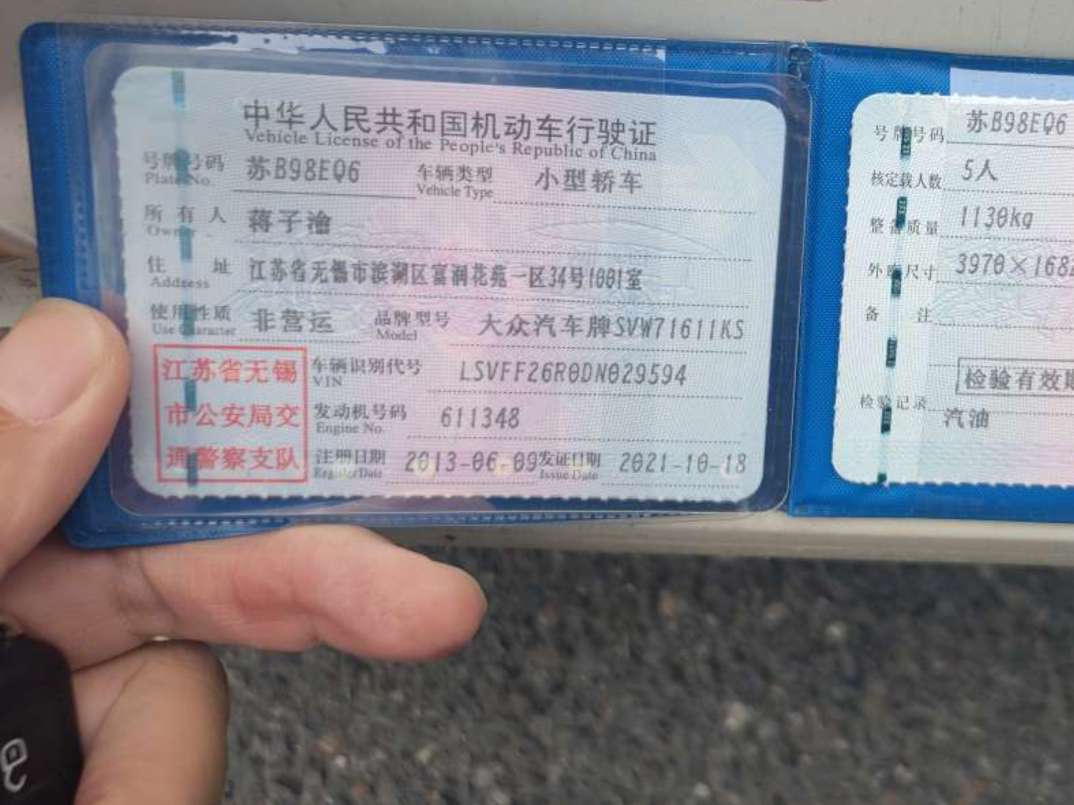 中华人民共和国机动车行驶证
Vehicle License of the People's Republic of China
号牌号码 苏B98EQ6 车辆类型 小型轿车
Plate No. Vehicle Type
所有人 蒋子渝
Owner
住址 江苏省无锡市滨湖区富润花苑一区34号1001室
Address
使用性质 非营运 品牌型号 大众汽车牌SVW71611KS
Use Character Model
江苏省无锡
市公安局交
通警察支队
车辆识别代号 LSVFF26R0DN029594
VIN
发动机号码 611348
Engine No.
注册日期 2013-06-09 发证日期 2021-10-18
Register Date Issue Date
号牌号码 苏B98EQ6
核定载人数 5人
整备质量 1130kg
外廓尺寸 3970×168
备注
检验有效期
检验记录
汽油